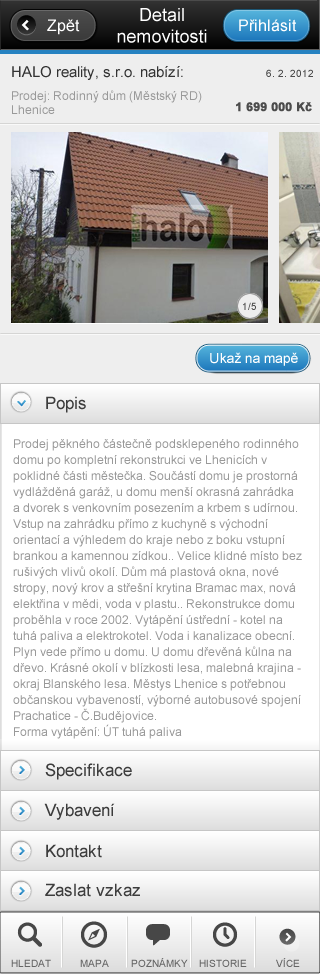 Zpět
Detail
nemovitosti
Přihlásit
HALO reality, s.r.o. nabízí:
6. 2. 2012
Prodej: Rodinný dům (Městský RD)
Lhenice
1 699 000 Kč
halo
1/5
Ukaž na mapě
Popis
Prodej pěkného částečně podsklepeného rodinného
domu po kompletní rekonstrukci ve Lhenicích v
poklidné části městečka. Součástí domu je prostorná
vydlážděná garáž, u domu menší okrasná zahrádka
a dvorek s venkovním posezením a krbem s udírnou.
Vstup na zahrádku přímo z kuchyně s východní
orientací a výhledem do kraje nebo z boku vstupní
brankou a kamennou zídkou.. Velice klidné místo bez
rušivých vlivů okolí. Dům má plastová okna, nové
stropy, nový krov a střešní krytina Bramac max, nová
elektřina v mědi, voda v plastu.. Rekonstrukce domu
proběhla v roce 2002. Vytápění ústřední - kotel na
tuhá paliva a elektrokotel. Voda i kanalizace obecní.
Plyn vede přímo u domu. U domu dřevěná kůlna na
dřevo. Krásné okolí v blízkosti lesa, malebná krajina -
okraj Blanského lesa. Městys Lhenice s potřebnou
občanskou vybaveností, výborné autobusové spojení
Prachatice - Č.Budějovice.
Forma vytápění: ÚT tuhá paliva
Specifikace
Vybavení
Kontakt
Zaslat vzkaz
HLEDAT
MAPA
POZNÁMKY
HISTORIE
VÍCE